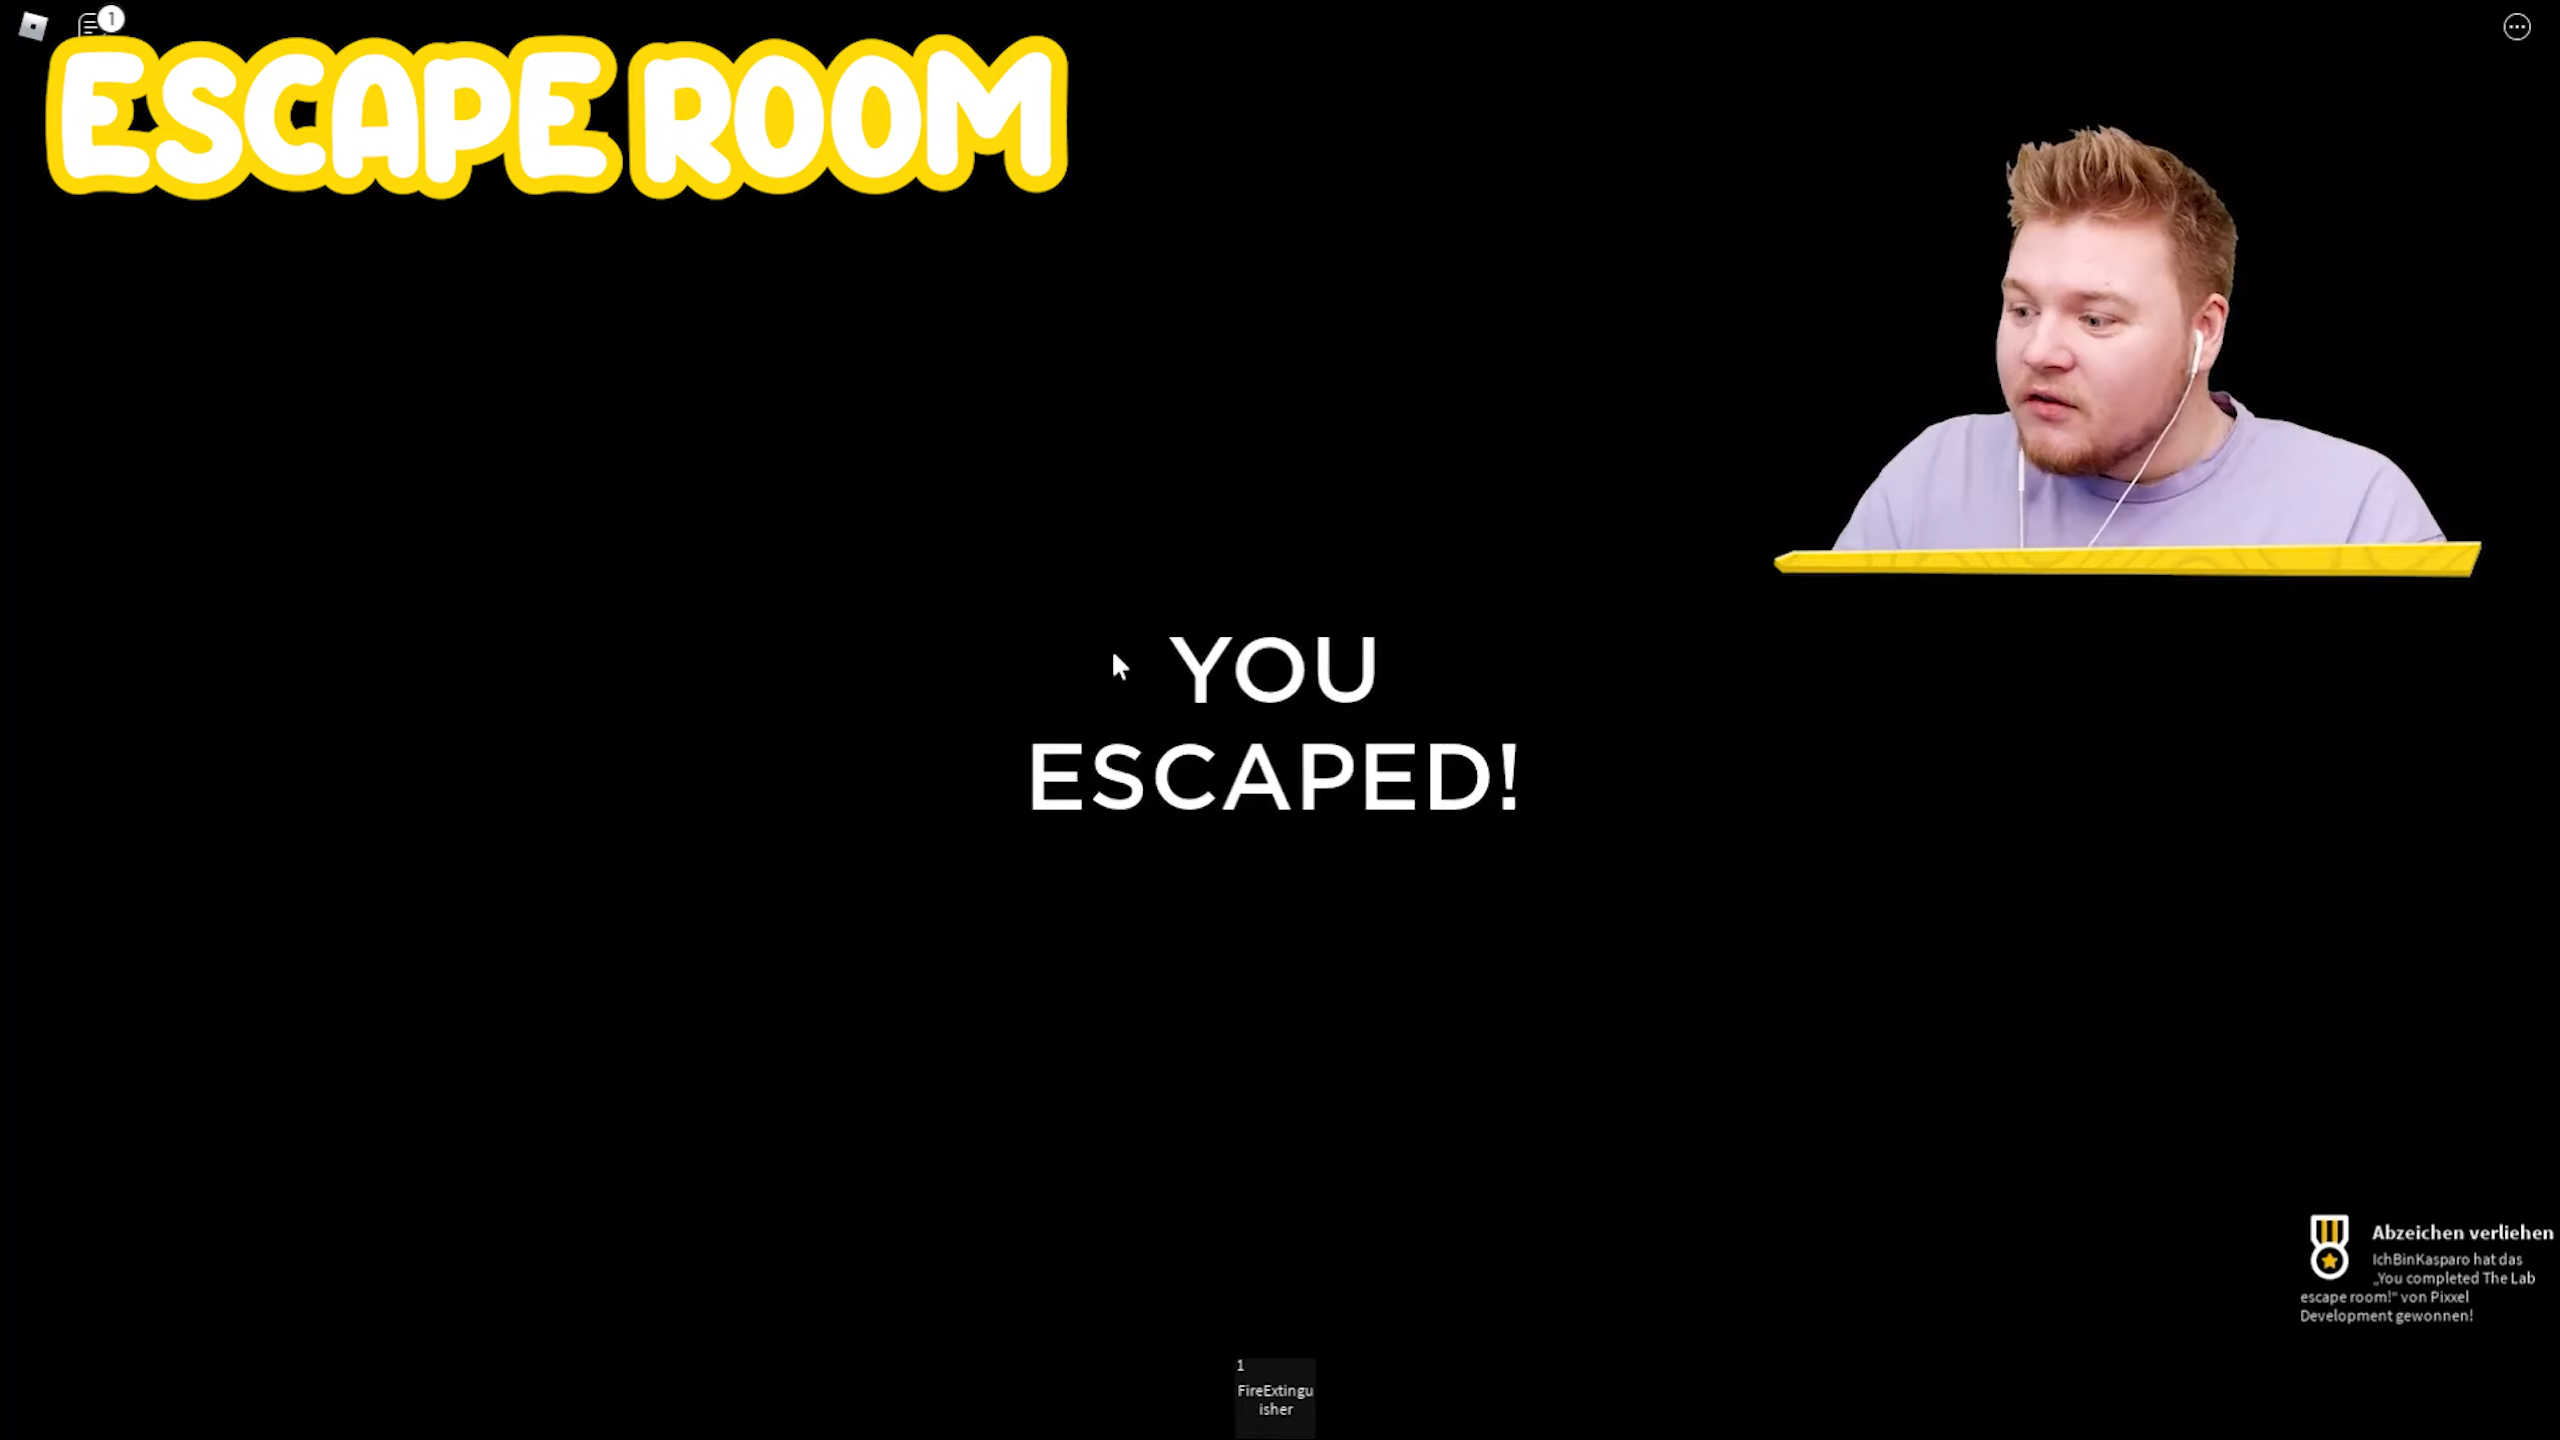 1
ESCAPE ROOM
YOU
ESCAPED!
Abzeichen verliehen
IchBinKasparo hat das
„You completed The Lab
escape room!“ von Pixxel
Development gewonnen!
1
FireExtingu
isher